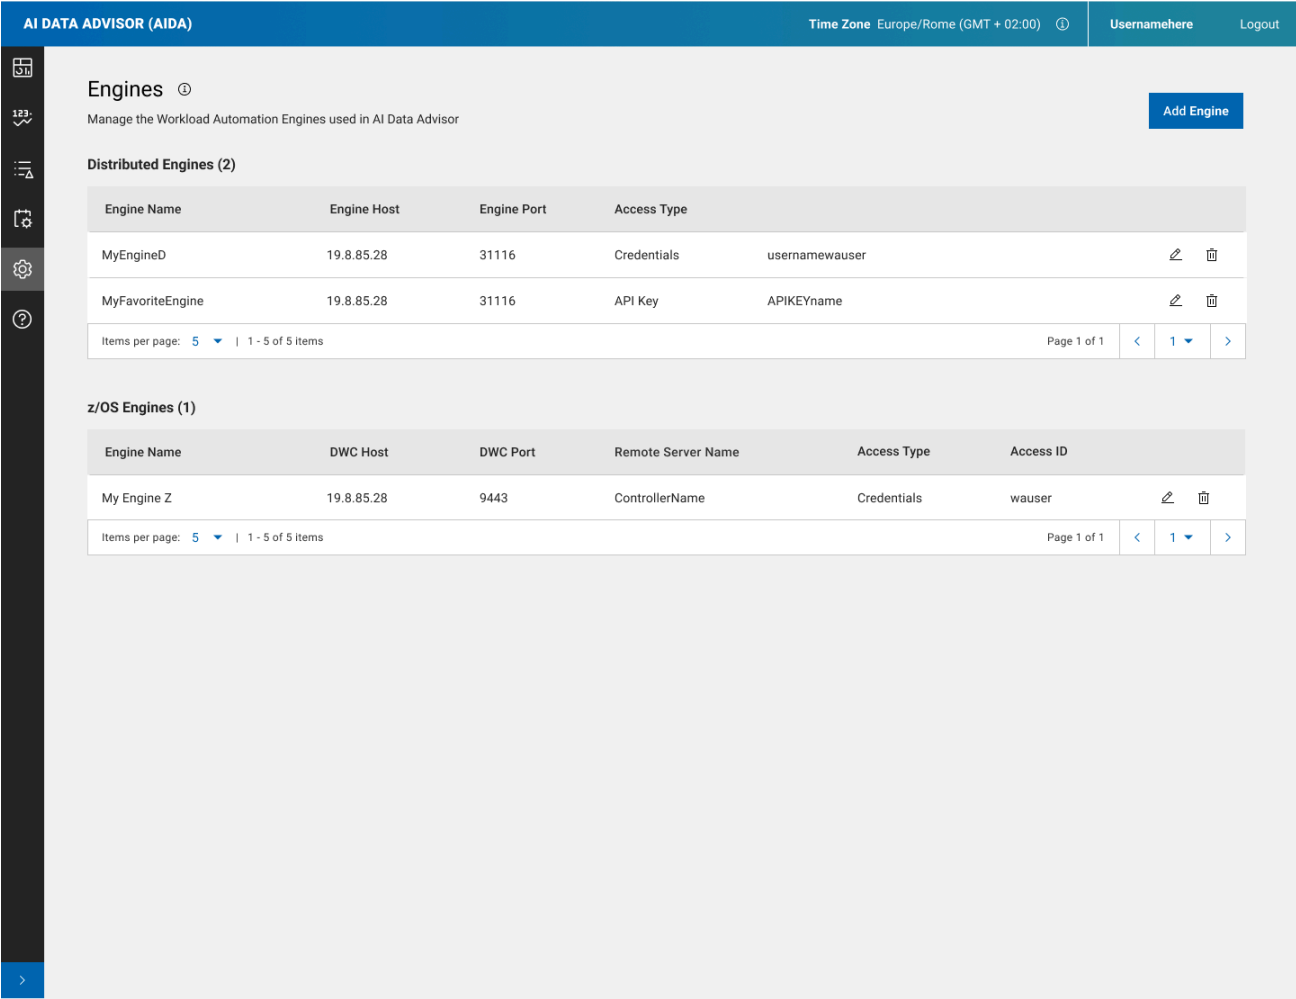 AI DATA ADVISOR (AIDA) Time Zone Europe/Rome (GMT + 02:00) Usernamehere Logout
Engines
Manage the Workload Automation Engines used in AI Data Advisor
Add Engine
Distributed Engines (2)
Engine Name Engine Host Engine Port Access Type
MyEngineD 19.8.85.28 31116 Credentials usernamewauser
MyFavoriteEngine 19.8.85.28 31116 API Key APIKEYname
Items per page: 5 | 1 - 5 of 5 items Page 1 of 1 1
z/OS Engines (1)
Engine Name DWC Host DWC Port Remote Server Name Access Type Access ID
My Engine Z 19.8.85.28 9443 ControllerName Credentials wauser
Items per page: 5 | 1 - 5 of 5 items Page 1 of 1 1